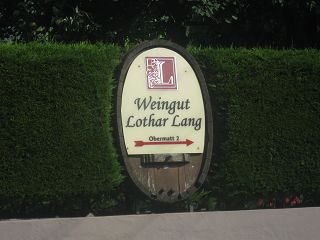 L
Weingut
Lothar Lang
Obermatt 2